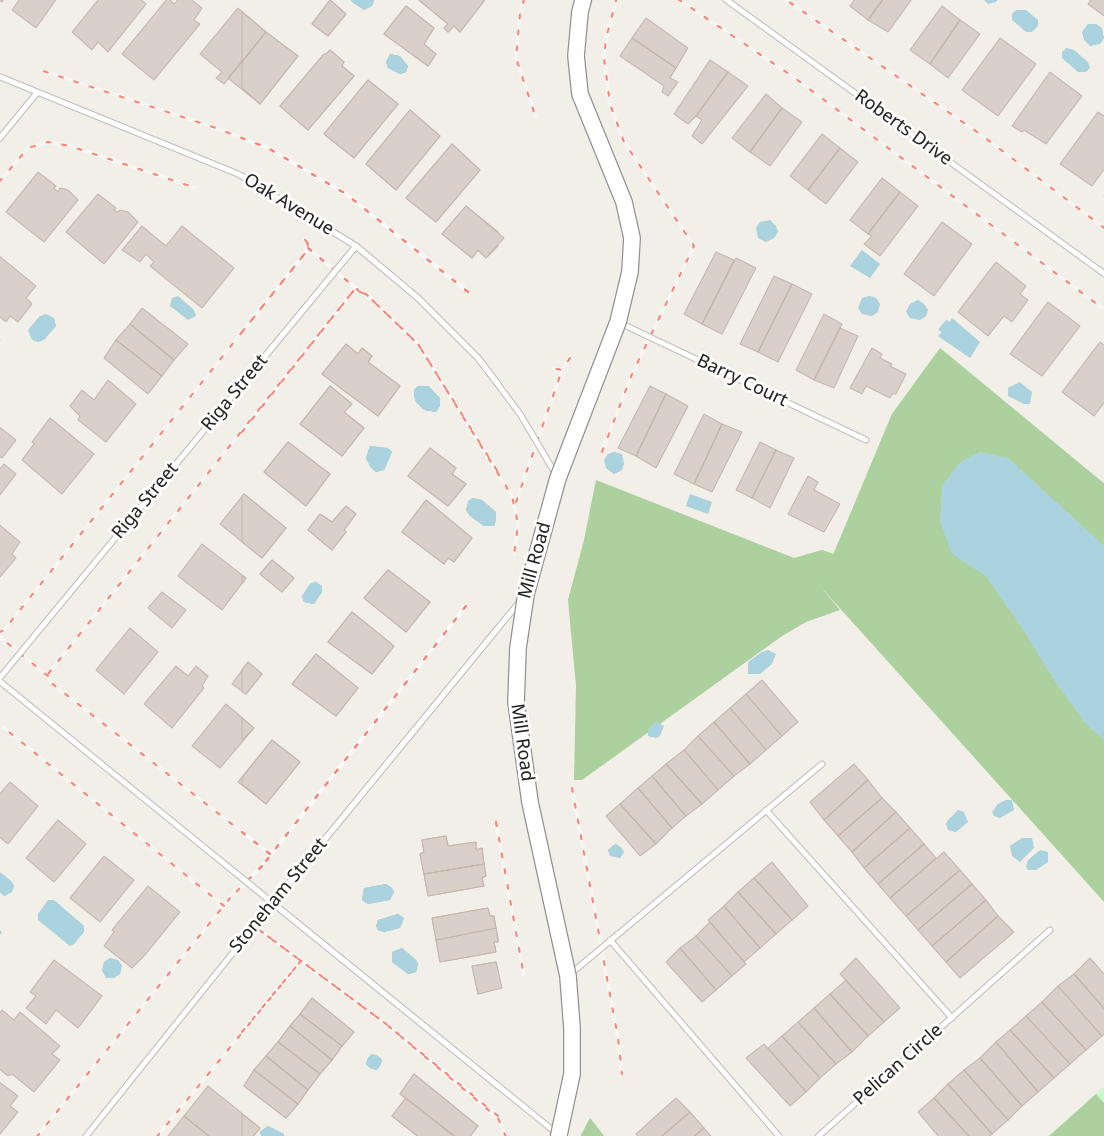 Roberts Drive
Oak Avenue
Riga Street
Barry Court
Riga Street
Mill Road
Mill Road
Stoneham Street
Pelican Circle